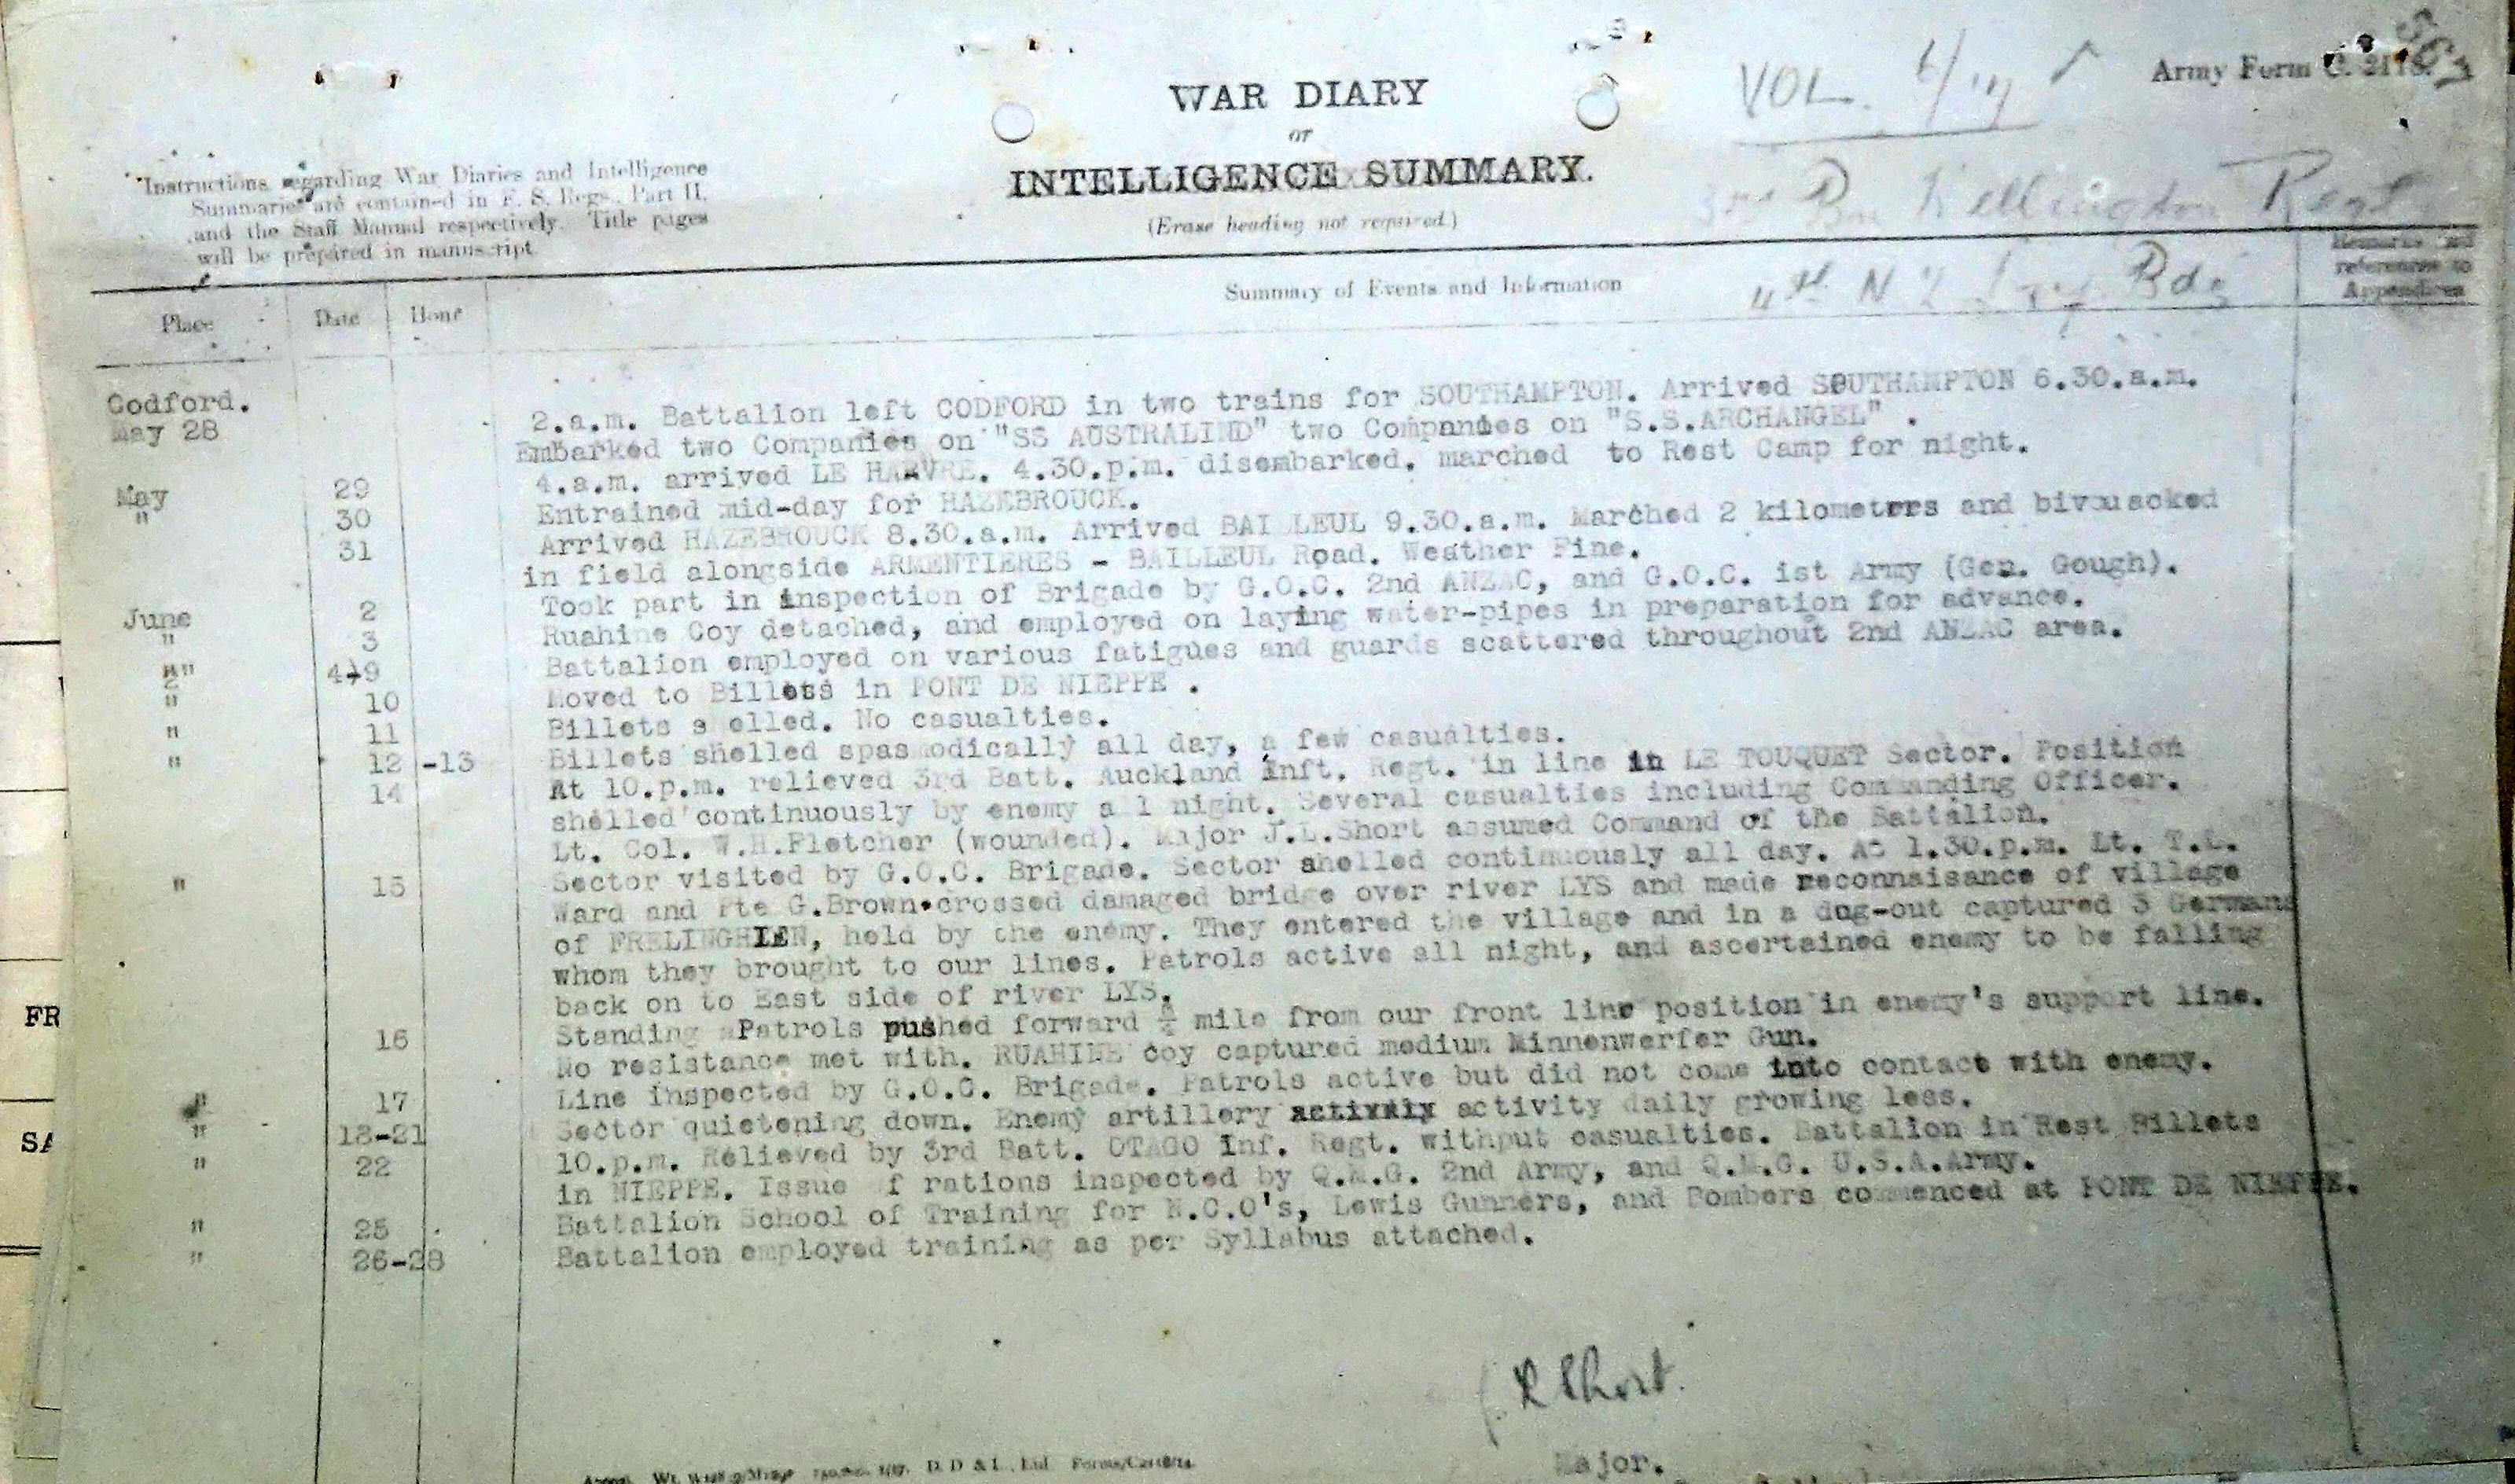 VOL.
Army Form C. 2118.
WAR DIARY
or
INTELLIGENCE SUMMARY.
(Erase heading not required.)
3rd Bn Wellington Regt
4th N Z Inf Bde
Instructions regarding War Diaries and Intelligence
Summaries are contained in F. S. Regs., Part II.
and the Staff Manual respectively. Title pages
will be prepared in manuscript.
Place Date Hour Summary of Events and Information Remarks and
references to
Appendices
Codford.
May 28 2.a.m. Battalion left CODFORD in two trains for SOUTHAMPTON. Arrived SOUTHAMPTON 6.30.a.m.
Embarked two Companies on "SS AUSTRALIND" two Companies on "S.S.ARCHANGEL" .
May 29 4.a.m. arrived LE HAAVRE. 4.30.p.m. disembarked, marched to Rest Camp for night.
" 30 Entrained mid-day for HAZEBROUCK.
31 Arrived HAZEBROUCK 8.30.a.m. Arrived BAI LEUL 9.30.a.m. Marched 2 kilometers and bivouacked
in field alongside ARMENTIERES - BAILLEUL Road. Weather Fine.
June 2 Took part in inspection of Brigade by G.O.C. 2nd ANZAC, and G.O.C. ist Army (Gen. Gough).
" 3 Ruahine Coy detached, and employed on laying water-pipes in preparation for advance.
" 4-9 Battalion employed on various fatigues and guards scattered throughout 2nd ANZAC area.
" 10 Moved to Billets in PONT DE NIEPPE .
" 11 Billets s elled. No casualties.
" 12 -13 Billets shelled spasmodically all day, a few casualties.
14 At 10.p.m. relieved 3rd Batt. Auckland Inft. Regt. in line in LE TOUQUET Sector. Position
shelled continuously by enemy a l night. Several casualties including Commanding Officer.
Lt. Col. W.H.Fletcher (wounded). Major J.L.Short assumed Command of the Battalion.
" 15 Sector visited by G.O.C. Brigade. Sector shelled continuously all day. At 1.30.p.m. Lt. T.L.
Ward and Pte G.Brown crossed damaged bridge over river LYS and made reconnaisance of village
of FRELINGHIEN, held by the enemy. They entered the village and in a dug-out captured 3 Germans
whom they brought to our lines. Patrols active all night, and ascertained enemy to be falling
back on to East side of river LYS.
16 Standing Patrols pushed forward mile from our front line position in enemy's support line.
No resistance met with. RUAHINE Coy captured medium Minnenwerfer Gun.
" 17 Line inspected by G.O.C. Brigade. Patrols active but did not come into contact with enemy.
" 18-21 Sector quietening down. Enemy artillery activity daily growing less.
" 22 10.p.m. Relieved by 3rd Batt. OTAGO Inf. Regt. withput casualties. Battalion in Rest Billets
in NIEPPE. Issue f rations inspected by Q.M.G. 2nd Army, and Q.M.G. U.S.A.Army.
" 25 Battalion School of Training for N.C.O's, Lewis Gunners, and Bombers commenced at PONT DE NIEPPE.
" 26-28 Battalion employed training as per Syllabus attached.
Short.
Major.
D. D & L., Ltd.
FR
SA